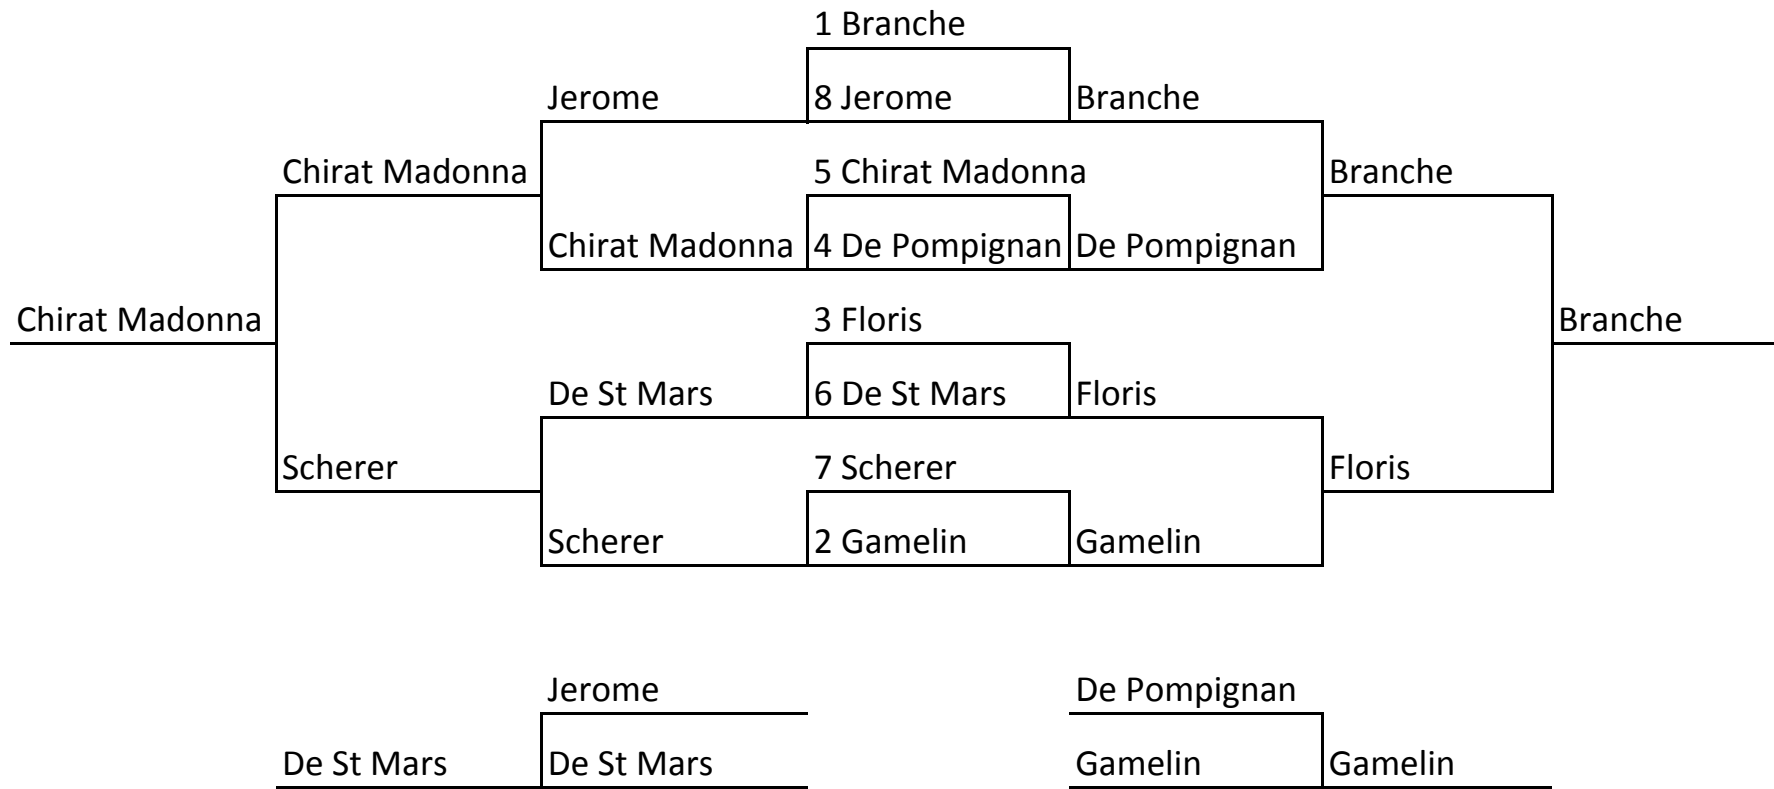 1 Branche
Jerome 8 Jerome Branche
Chirat Madonna 5 Chirat Madonna Branche
Chirat Madonna 4 De Pompignan De Pompignan
Chirat Madonna 3 Floris Branche
De St Mars 6 De St Mars Floris
Scherer 7 Scherer Floris
Scherer 2 Gamelin Gamelin
Jerome De Pompignan
De St Mars De St Mars Gamelin Gamelin